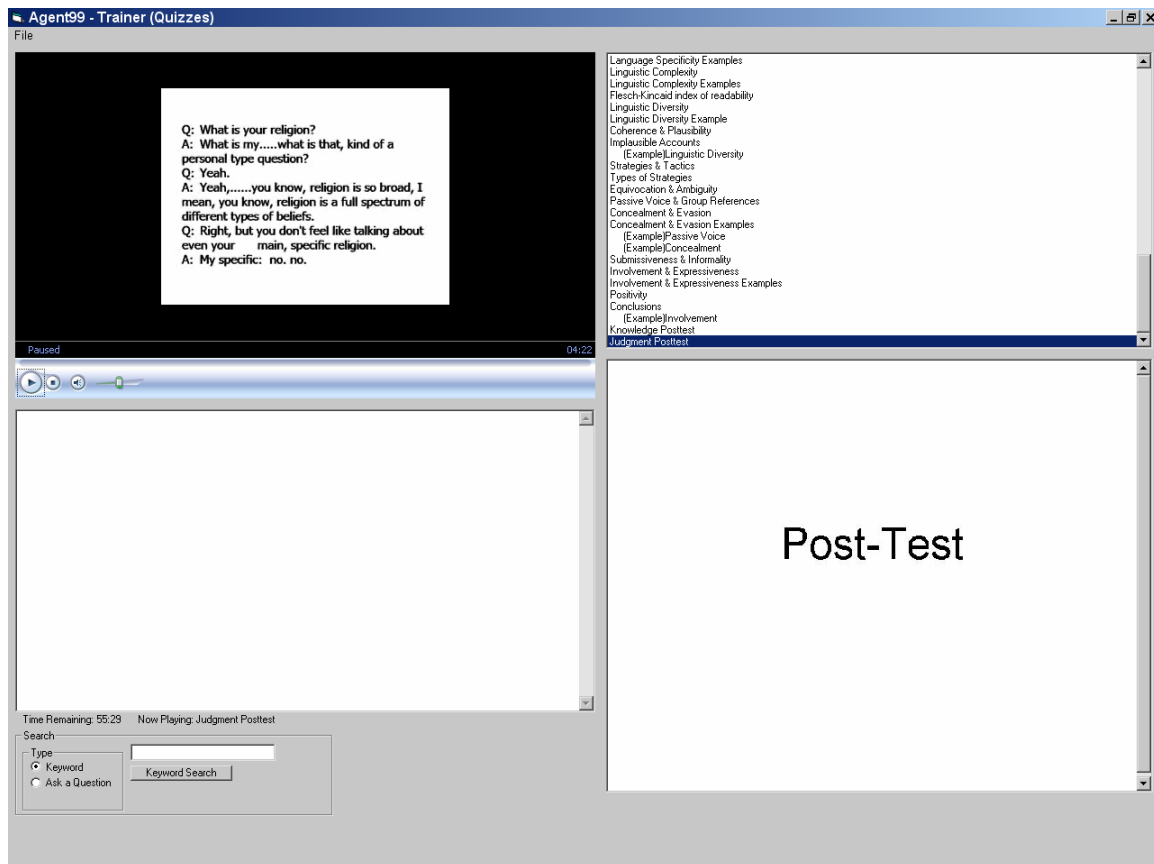 Agent99 - Trainer (Quizzes)
File
Q: What is your religion?
A: What is my.....what is that, kind of a
personal type question?
Q: Yeah.
A: Yeah,......you know, religion is so broad, I
mean, you know, religion is a full spectrum of
different types of beliefs.
Q: Right, but you don't feel like talking about
even your main, specific religion.
A: My specific: no. no.
Paused 04:22
Language Specificity Examples
Linguistic Complexity
Linguistic Complexity Examples
Flesch-Kincaid index of readability
Linguistic Diversity
Linguistic Diversity Example
Coherence & Plausibility
Implausible Accounts
(Example)Linguistic Diversity
Strategies & Tactics
Types of Strategies
Equivocation & Ambiguity
Passive Voice & Group References
Concealment & Evasion
Concealment & Evasion Examples
(Example)Passive Voice
(Example)Concealment
Submissiveness & Informality
Involvement & Expressiveness
Involvement & Expressiveness Examples
Positivity
Conclusions
(Example)Involvement
Knowledge Posttest
Judgment Posttest
Post-Test
Time Remaining: 55:29 Now Playing: Judgment Posttest
Search
Type
Keyword
Ask a Question
Keyword Search